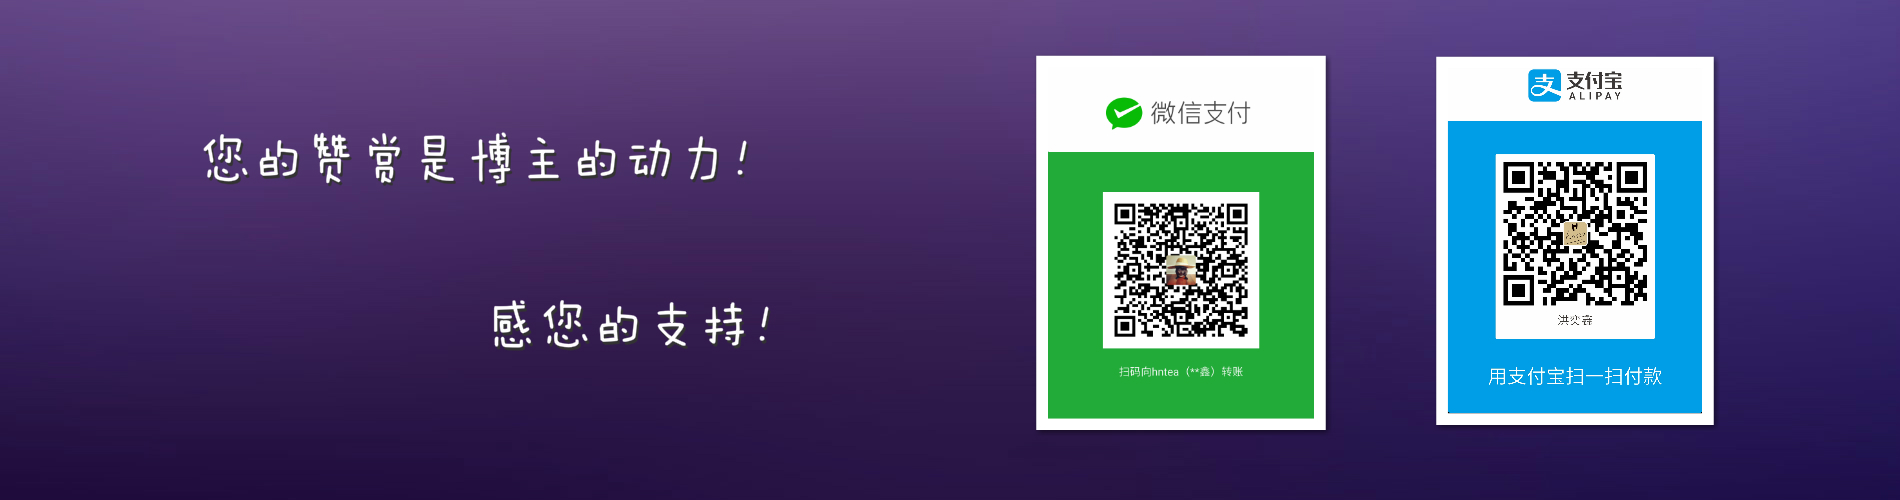 您的赞赏是博主的动力!
感您的支持!
微信支付
扫码向hntea（**鑫）转账
支付宝
ALIPAY
洪奕鑫
用支付宝扫一扫付款